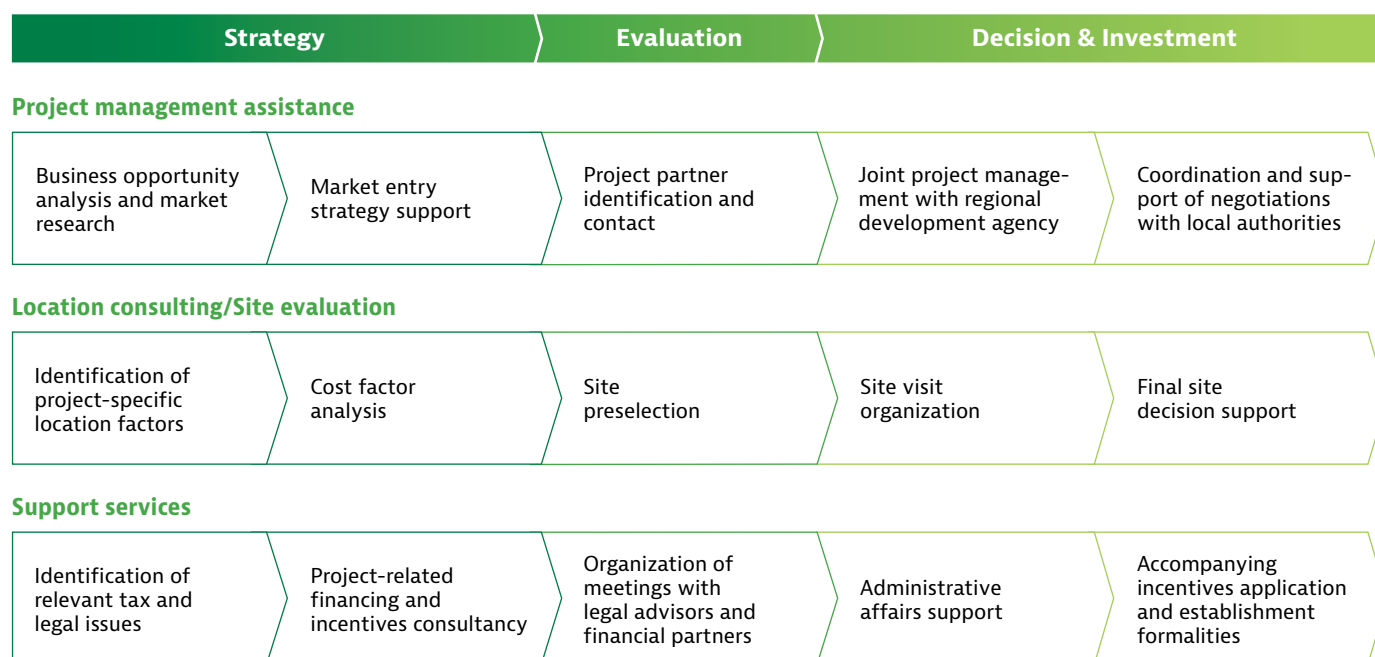 Strategy
Evaluation
Decision & Investment
Project management assistance
Business opportunity
analysis and market
research
Market entry
strategy support
Project partner
identification and
contact
Joint project manage-
ment with regional
development agency
Coordination and sup-
port of negotiations
with local authorities
Location consulting/Site evaluation
Identification of
project-specific
location factors
Cost factor
analysis
Site
preselection
Site visit
organization
Final site
decision support
Support services
Identification of
relevant tax and
legal issues
Project-related
financing and
incentives consultancy
Organization of
meetings with
legal advisors and
financial partners
Administrative
affairs support
Accompanying
incentives application
and establishment
formalities